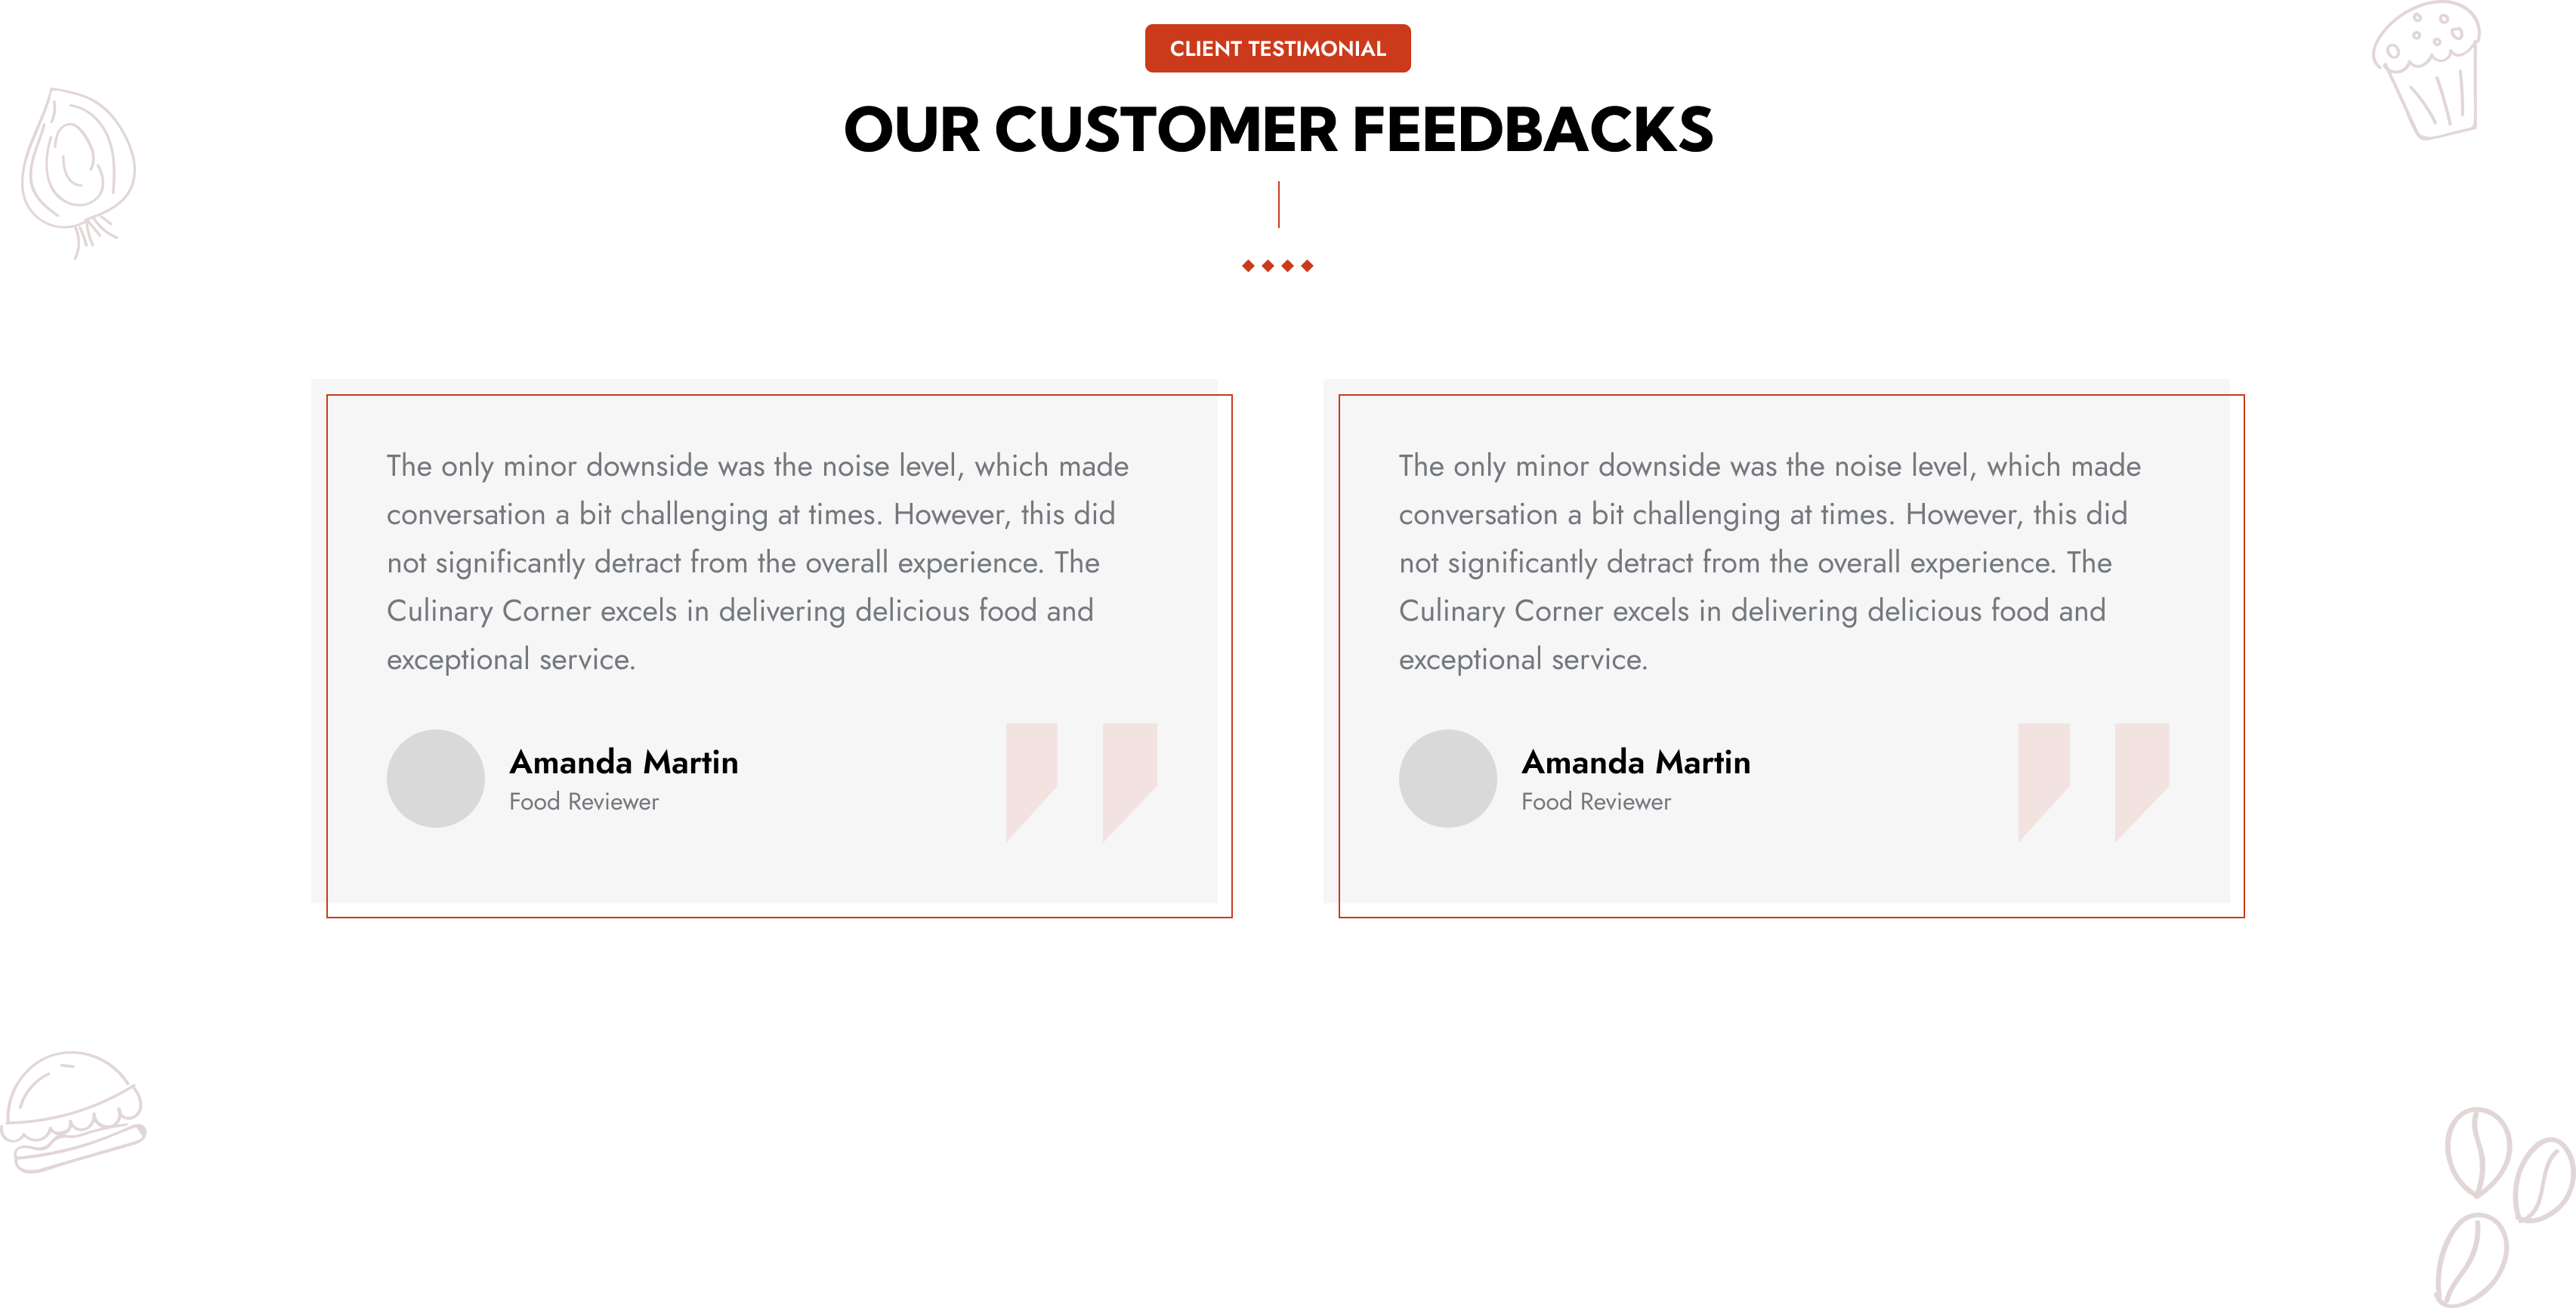 CLIENT TESTIMONIAL
OUR CUSTOMER FEEDBACKS
The only minor downside was the noise level, which made
conversation a bit challenging at times. However, this did
not significantly detract from the overall experience. The
Culinary Corner excels in delivering delicious food and
exceptional service.
Amanda Martin
Food Reviewer
The only minor downside was the noise level, which made
conversation a bit challenging at times. However, this did
not significantly detract from the overall experience. The
Culinary Corner excels in delivering delicious food and
exceptional service.
Amanda Martin
Food Reviewer